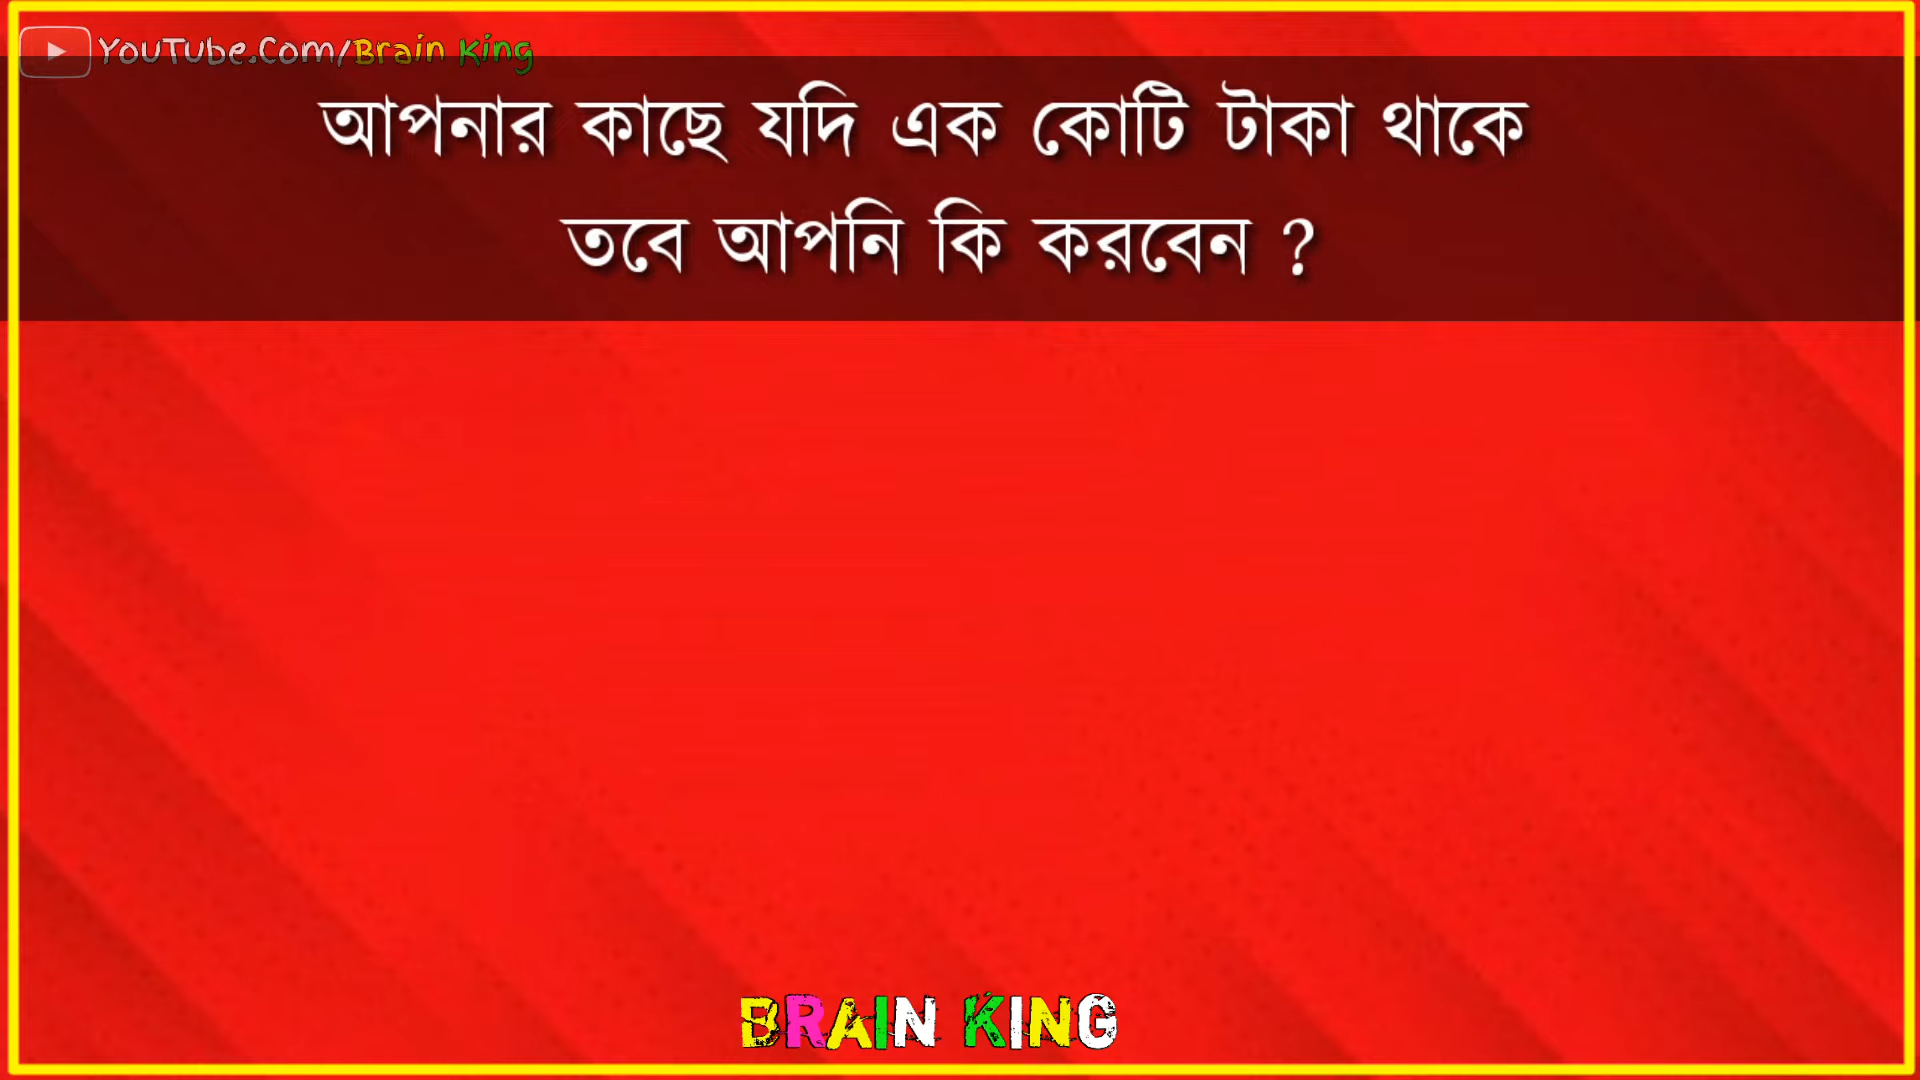 YouTube.Com/Brain King
আপনার কাছে যদি এক কোটি টাকা থাকে
তবে আপনি কি করবেন ?
BRAIN KING